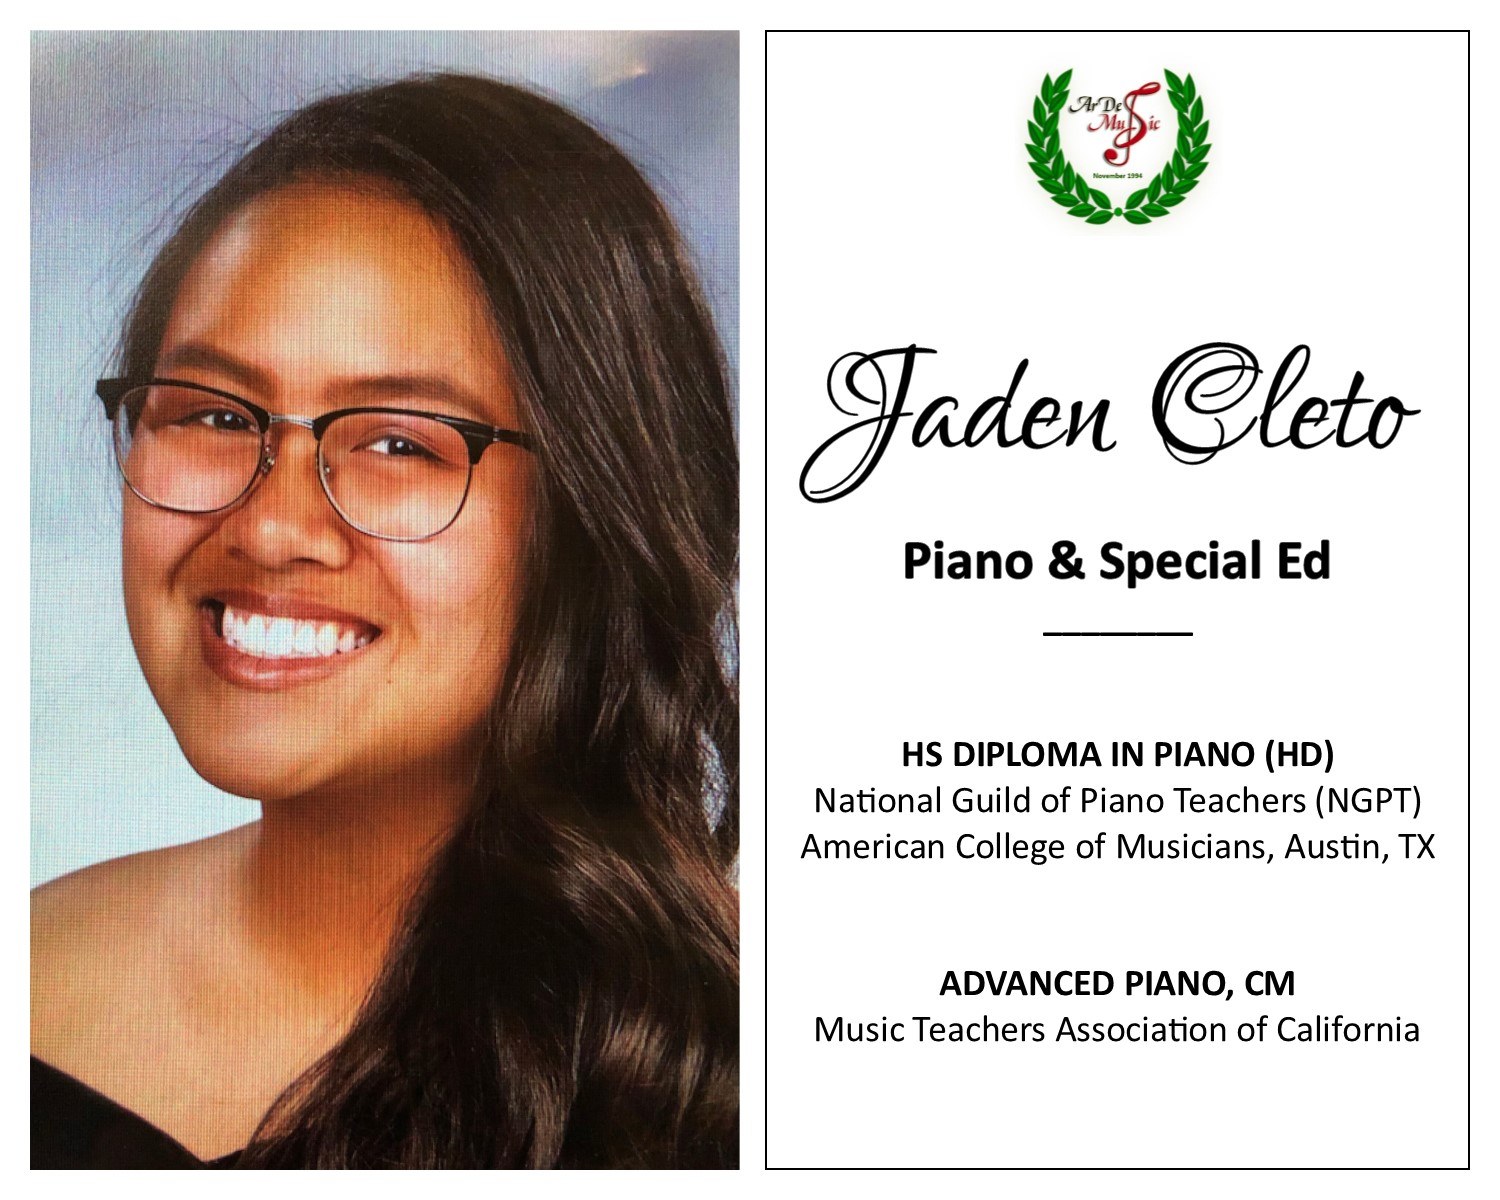 ArDe
Music
November 1994
Jaden Cleto
Piano & Special Ed
HS DIPLOMA IN PIANO (HD)
National Guild of Piano Teachers (NGPT)
American College of Musicians, Austin, TX
ADVANCED PIANO, CM
Music Teachers Association of California